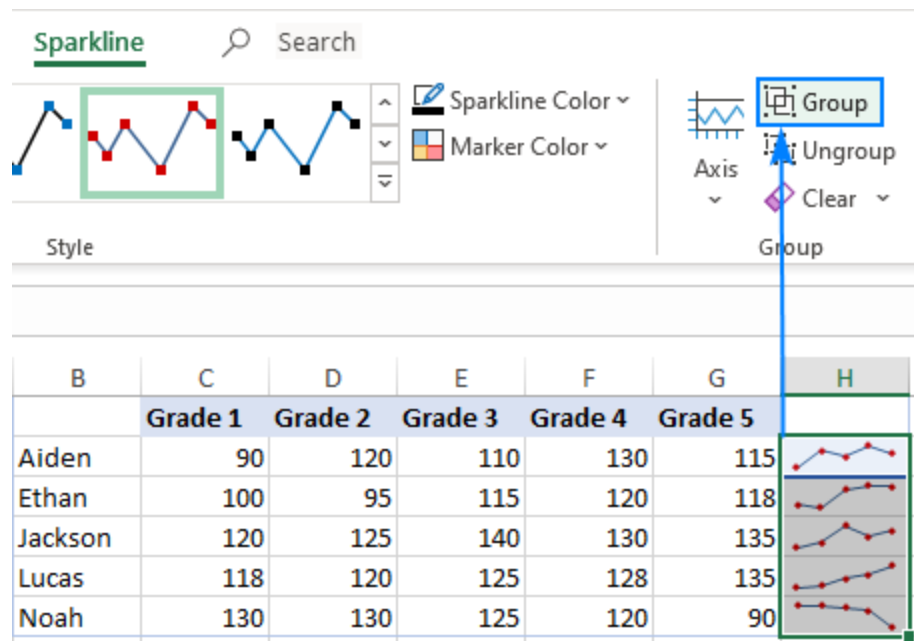 Sparkline Search
Sparkline Color
Marker Color
Axis
Group
Ungroup
Clear
Style
Group
B C D E F G H
Grade 1 Grade 2 Grade 3 Grade 4 Grade 5
Aiden 90 120 110 130 115
Ethan 100 95 115 120 118
Jackson 120 125 140 130 135
Lucas 118 120 125 128 135
Noah 130 130 125 120 90